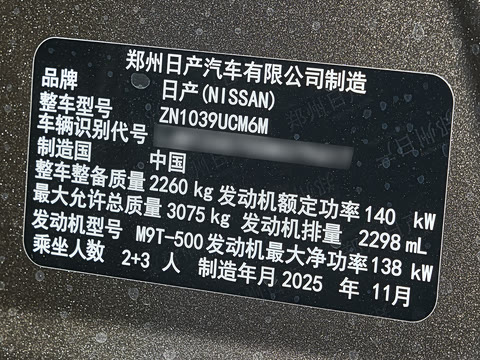 郑州日产汽车有限公司制造
品牌 日产(NISSAN)
整车型号 ZN1039UCM6M
车辆识别代号
制造国 中国
整车整备质量 2260 kg 发动机额定功率 140 kW
最大允许总质量 3075 kg 发动机排量 2298 mL
发动机型号 M9T-500 发动机最大净功率 138 kW
乘坐人数 2+3 人 制造年月 2025 年 11月